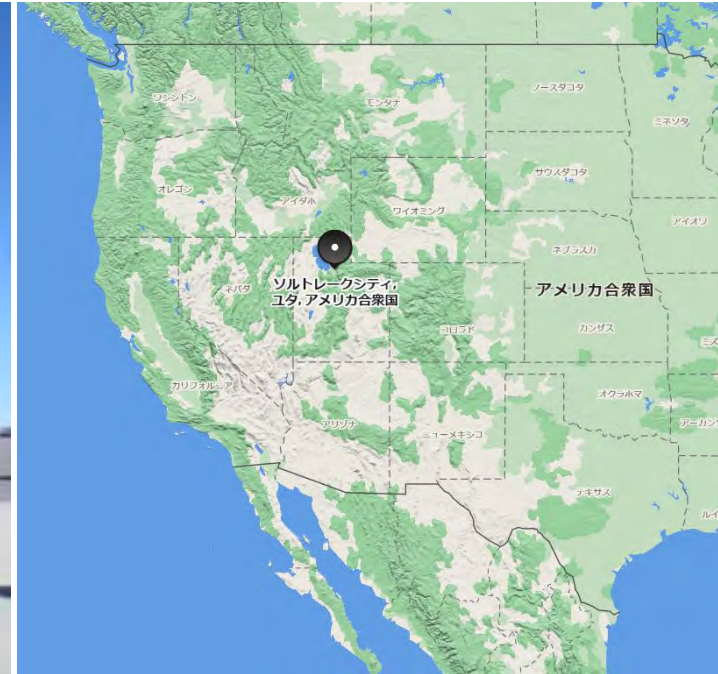 ワシントン
モンタナ
ノースダコタ
ミネソタ
オレゴン
アイダホ
サウスダコタ
ワイオミング
アイオワ
ネブラスカ
ソルトレークシティ,
ユタ, アメリカ合衆国
アメリカ合衆国
ネバダ
コロラド
カンザス
カリフォルニア
オクラホマ
アリゾナ
ニューメキシコ
テキサス